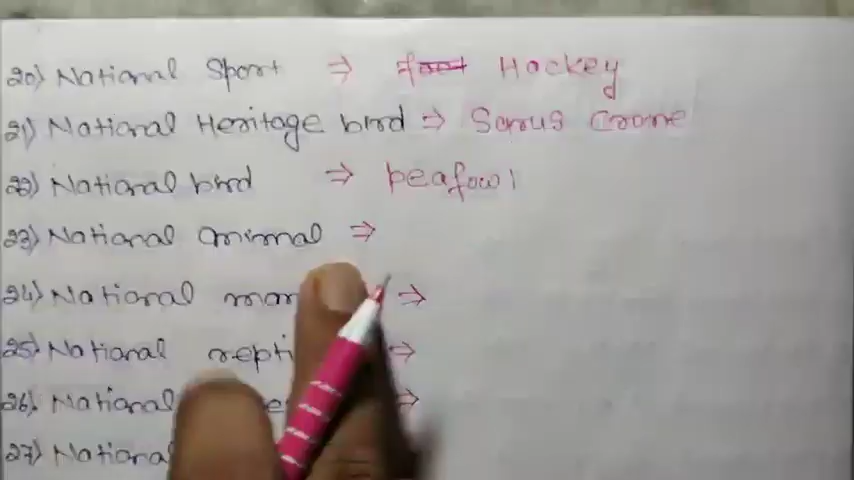 20) National Sport ⇒ Hockey
21) National Heritage bird ⇒ Sarus Crane
22) National bird ⇒ peafowl
23) National animal ⇒
24) National ⇒
25) National ⇒
26) National ⇒
27) National